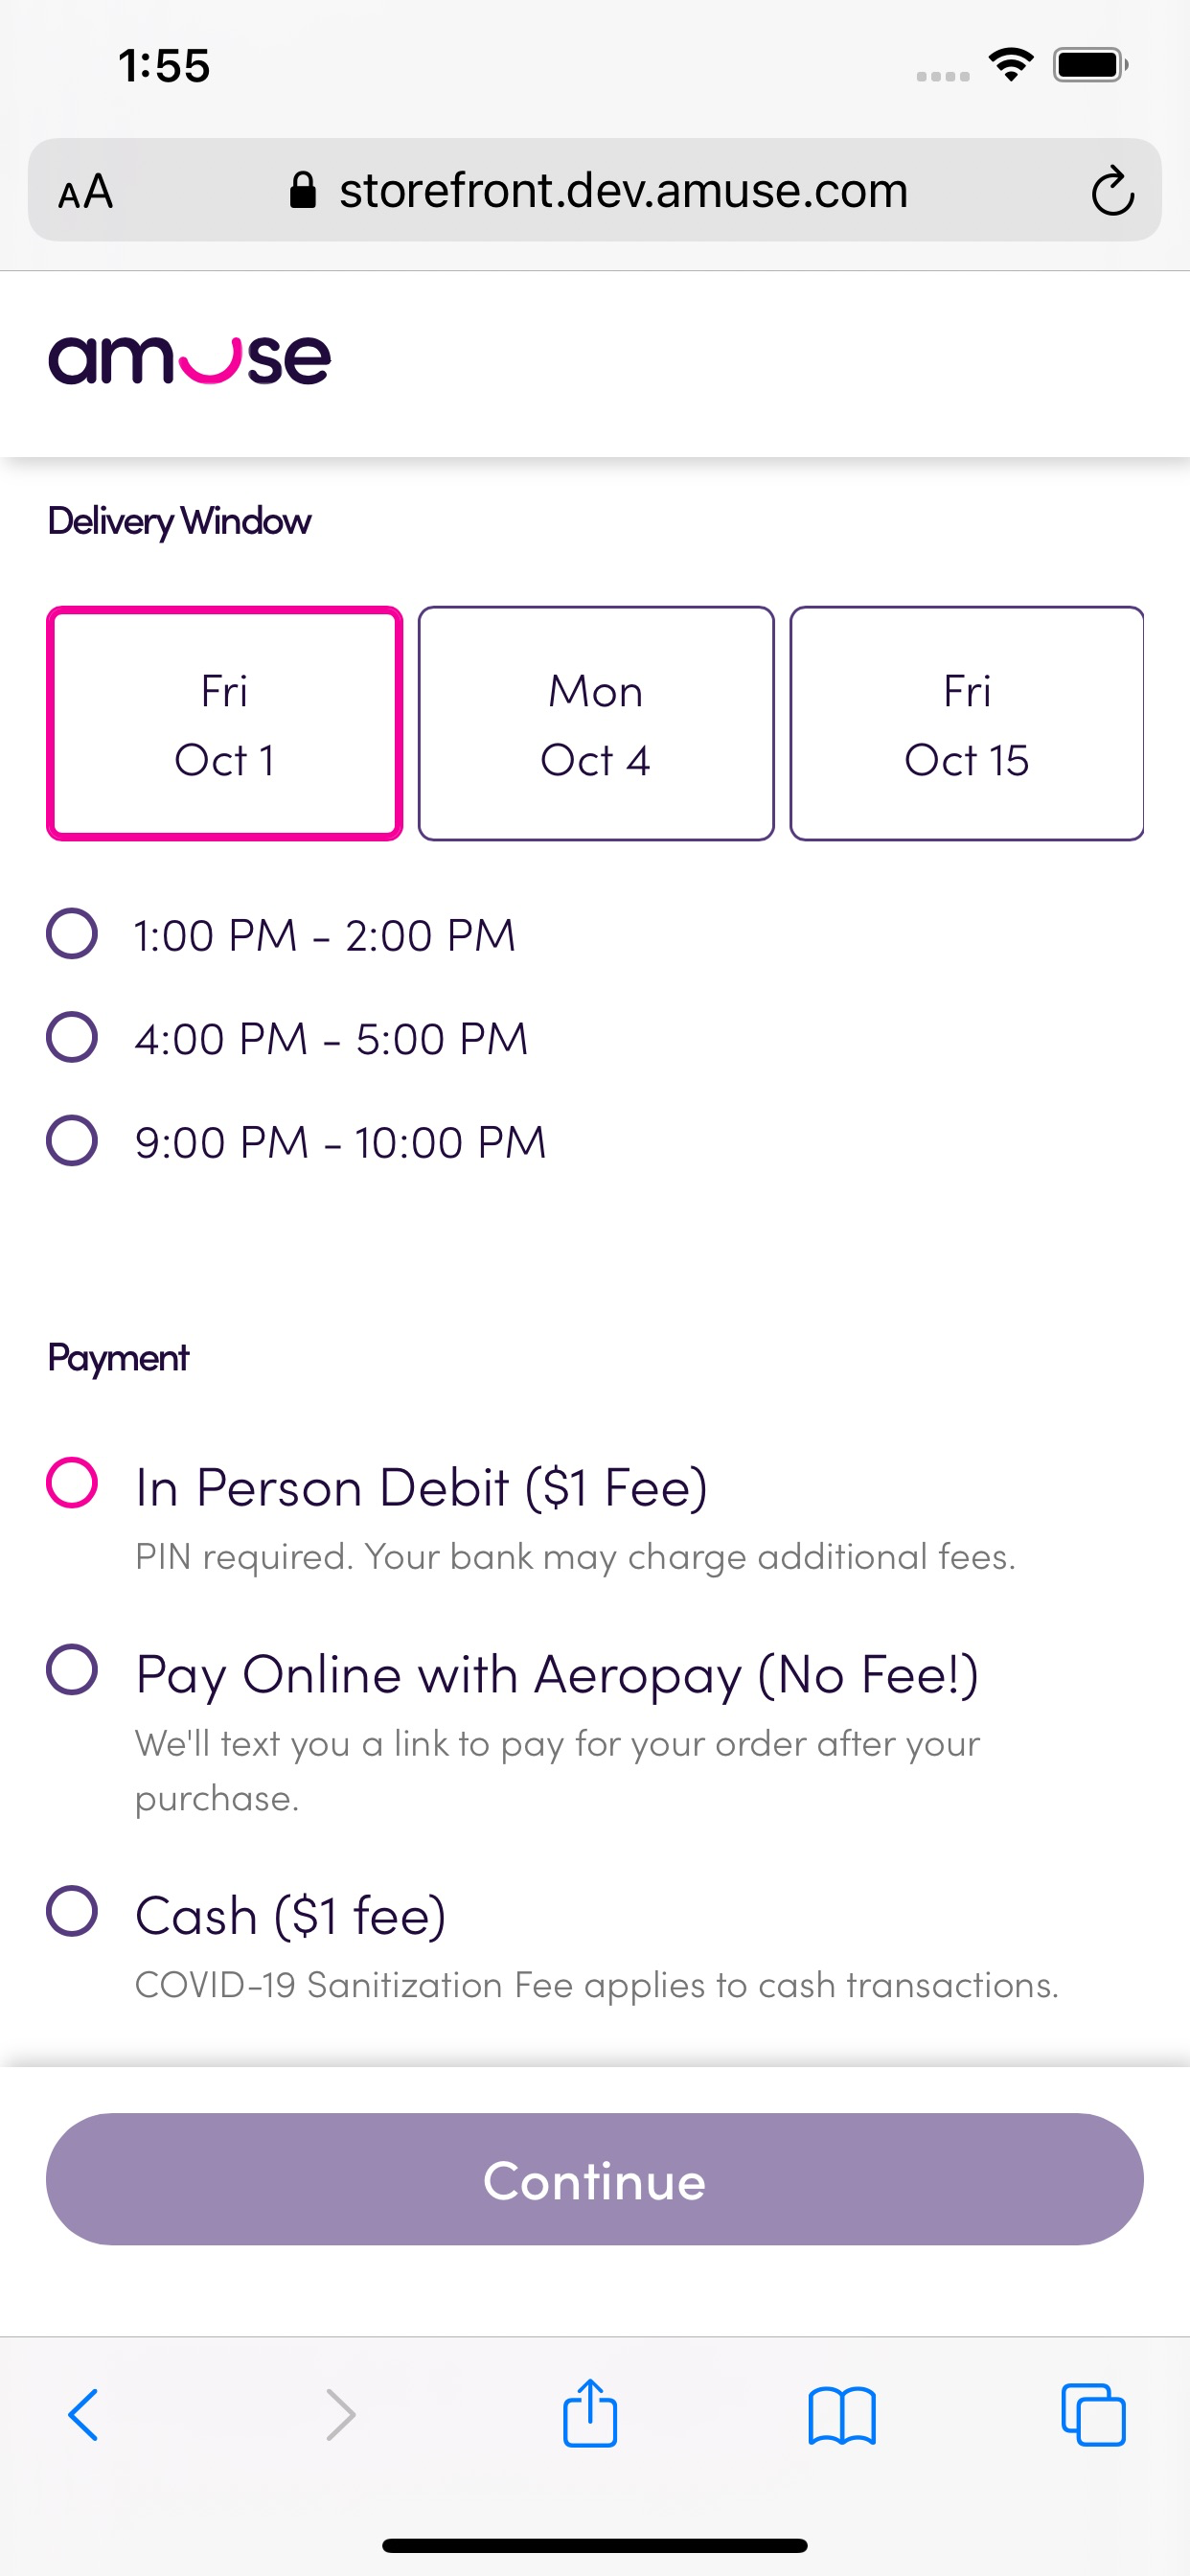 1:55
AA storefront.dev.amuse.com
amuse
Delivery Window
Fri Mon Fri
Oct 1 Oct 4 Oct 15
1:00 PM - 2:00 PM
4:00 PM - 5:00 PM
9:00 PM - 10:00 PM
Payment
In Person Debit ($1 Fee)
PIN required. Your bank may charge additional fees.
Pay Online with Aeropay (No Fee!)
We'll text you a link to pay for your order after your
purchase.
Cash ($1 fee)
COVID-19 Sanitization Fee applies to cash transactions.
Continue